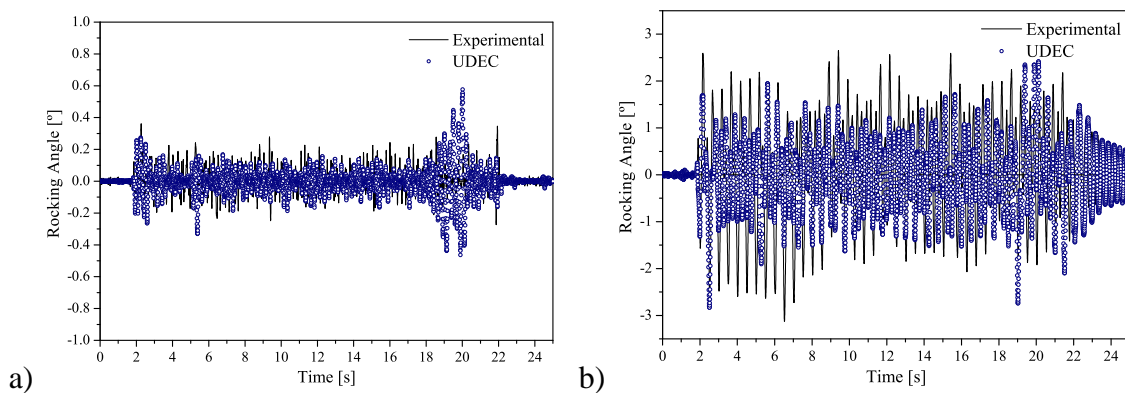 1.0
0.8
0.6
0.4
0.2
0.0
-0.2
-0.4
-0.6
-0.8
-1.0
Rocking Angle [º]
Experimental
UDEC
0 2 4 6 8 10 12 14 16 18 20 22 24
Time [s]
a)
3
2
1
0
-1
-2
-3
Rocking Angle [º]
Experimental
UDEC
0 2 4 6 8 10 12 14 16 18 20 22 24
Time [s]
b)